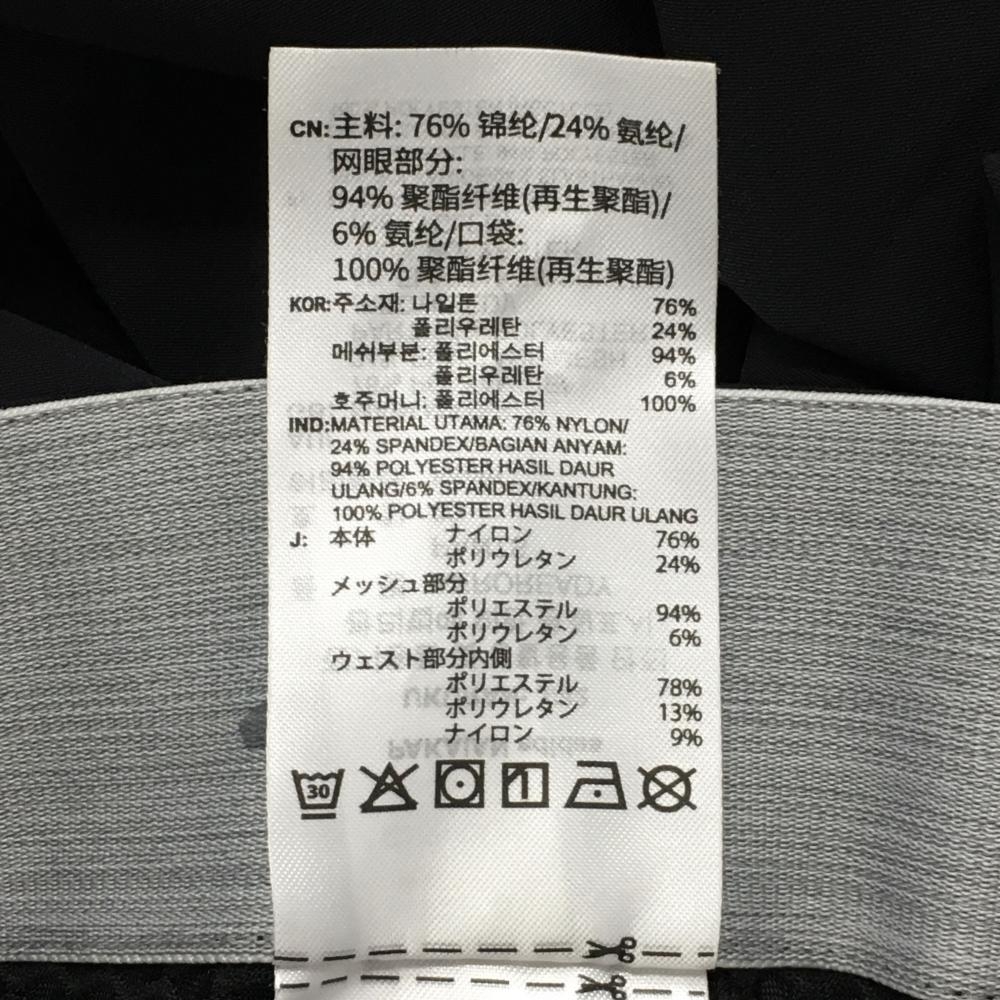 CN: 主料: 76% 锦纶/24% 氨纶/
网眼部分:
94% 聚酯纤维(再生聚酯)/
6% 氨纶/口袋:
100% 聚酯纤维(再生聚酯)
KOR: 주소재: 나일론 76%
폴리우레탄 24%
메쉬부분: 폴리에스터 94%
폴리우레탄 6%
호주머니: 폴리에스터 100%
IND: MATERIAL UTAMA: 76% NYLON/
24% SPANDEX/BAGIAN ANYAM:
94% POLYESTER HASIL DAUR
ULANG/6% SPANDEX/KANTUNG:
100% POLYESTER HASIL DAUR ULANG
J: 本体 ナイロン 76%
ポリウレタン 24%
メッシュ部分
ポリエステル 94%
ポリウレタン 6%
ウェスト部分内側
ポリエステル 78%
ポリウレタン 13%
ナイロン 9%
30